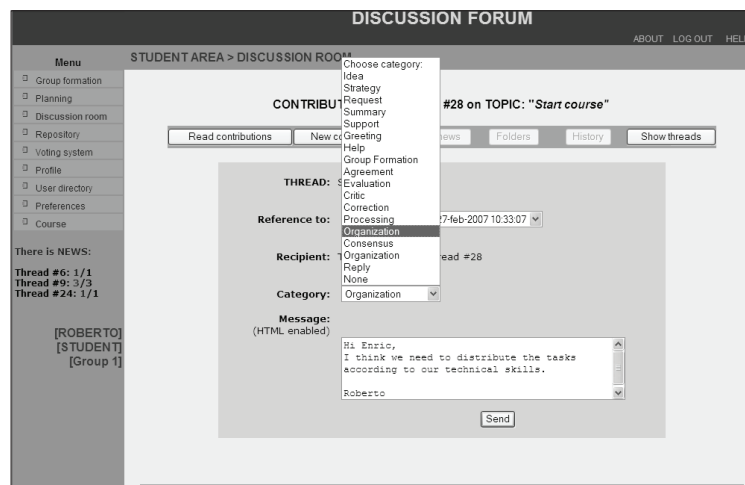 DISCUSSION FORUM
ABOUT LOG OUT HELP
STUDENT AREA > DISCUSSION ROOM
Menu
Group formation
Planning
Discussion room
Repository
Voting system
Profile
User directory
Preferences
Course
There is NEWS:
Thread #6: 1/1
Thread #9: 3/3
Thread #24: 1/1
[ROBERTO]
[STUDENT]
[Group 1]
#28 on TOPIC: "Start course"
Read contributions
Folders
History
Show threads
THREAD:
Reference to:
27-feb-2007 10:33:07
Recipient:
#28
Category:
Organization
Choose category:
Idea
Strategy
Request
Summary
Support
Greeting
Help
Group Formation
Agreement
Evaluation
Critic
Correction
Processing
Organization
Consensus
Organization
Reply
None
Message:
(HTML enabled)
Hi Enric,
I think we need to distribute the tasks
according to our technical skills.
Roberto
Send